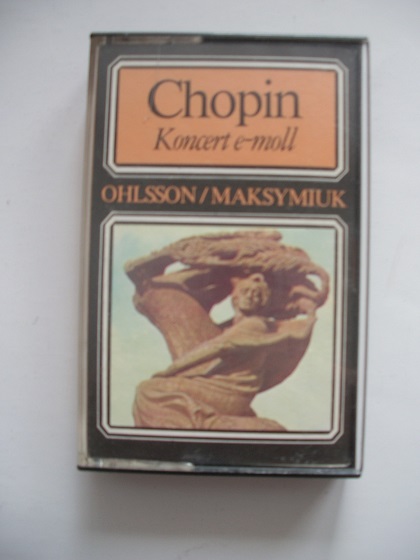 Chopin
Koncert e-moll
OHLSSON/MAKSYMIUK